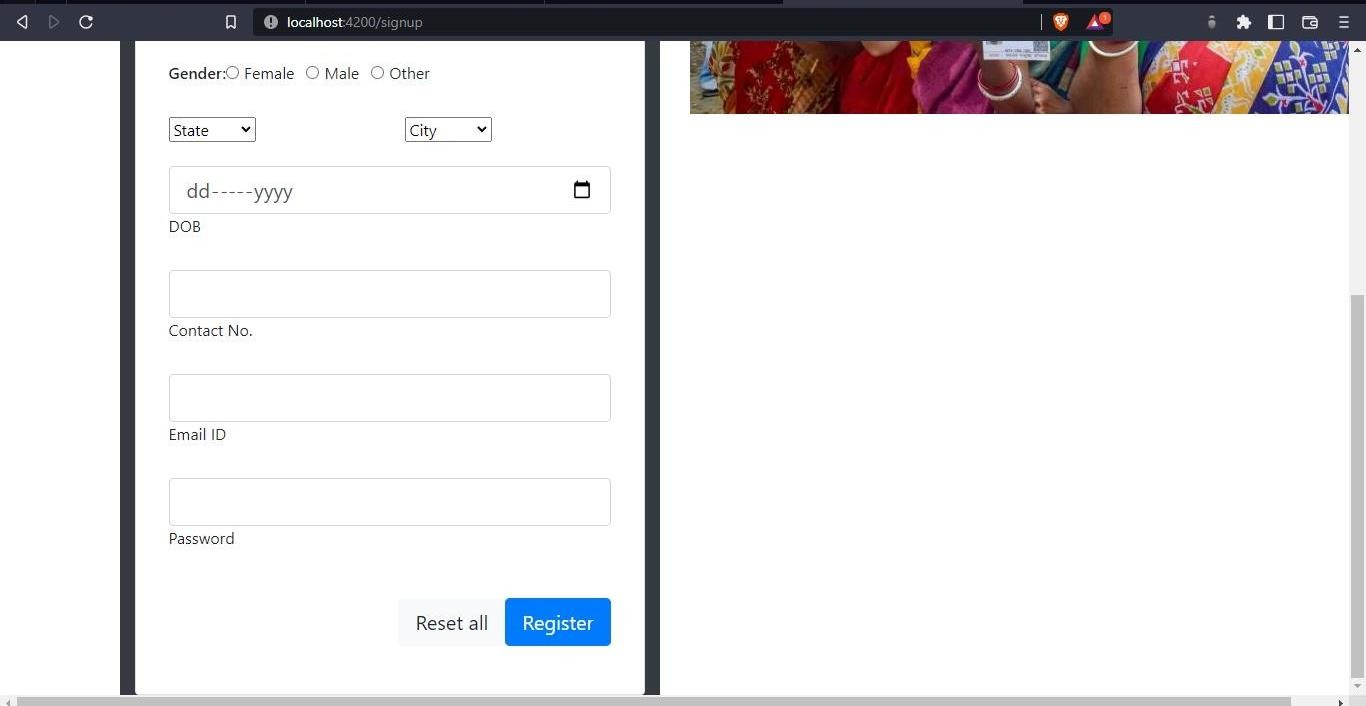 localhost:4200/signup
1
Gender: Female Male Other
State City
dd-----yyyy
DOB
Contact No.
Email ID
Password
Reset all Register